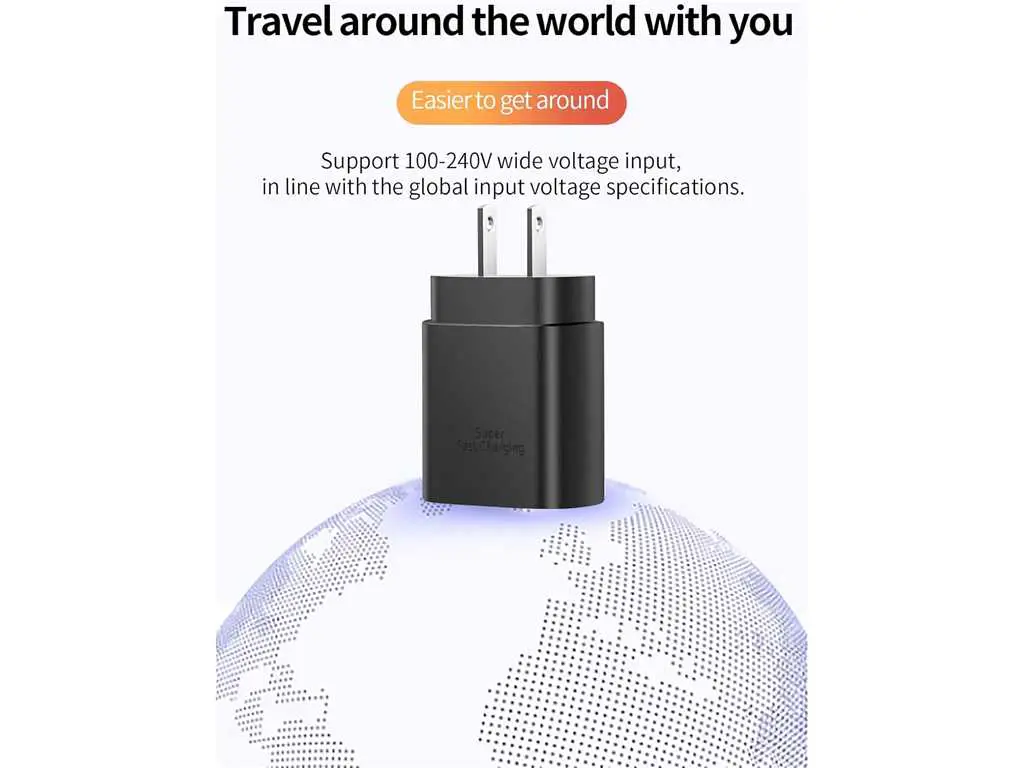 Travel around the world with you
Easier to get around
Support 100-240V wide voltage input,
in line with the global input voltage specifications.
Super
Fast Charging